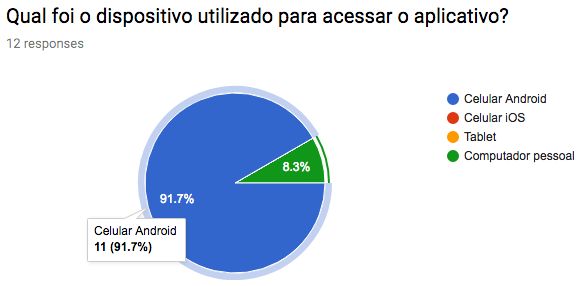 Qual foi o dispositivo utilizado para acessar o aplicativo?
12 responses
Celular Android
Celular iOS
Tablet
Computador pessoal
8.3%
91.7%
Celular Android
11 (91.7%)